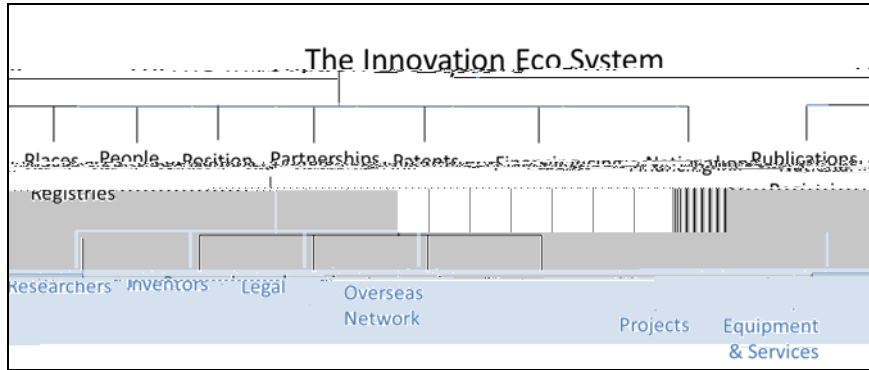 The Innovation Eco System
Places People Position Partnerships Patents Publications
Registries
Researchers Inventors Legal
Overseas
Network
Projects Equipment
& Services